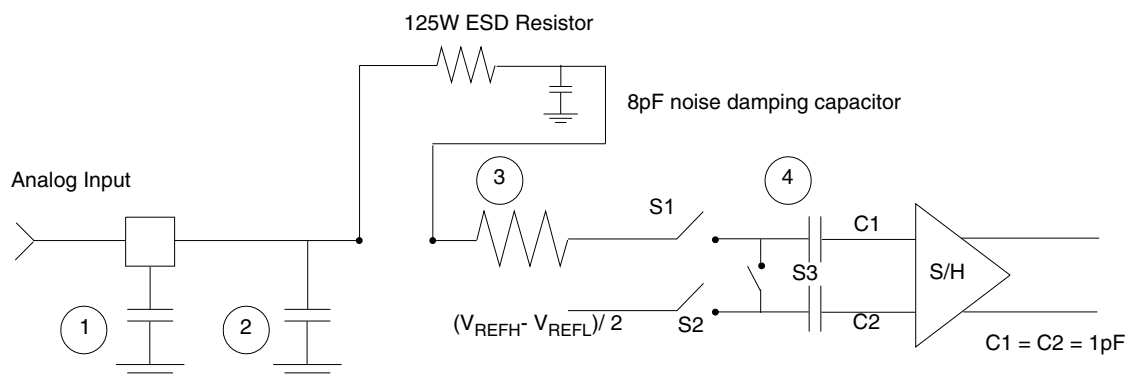 125W ESD Resistor
8pF noise damping capacitor
Analog Input
3
4
S1
C1
S3
S/H
1
2
(VREFH- VREFL)/ 2
S2
C2
C1 = C2 = 1pF